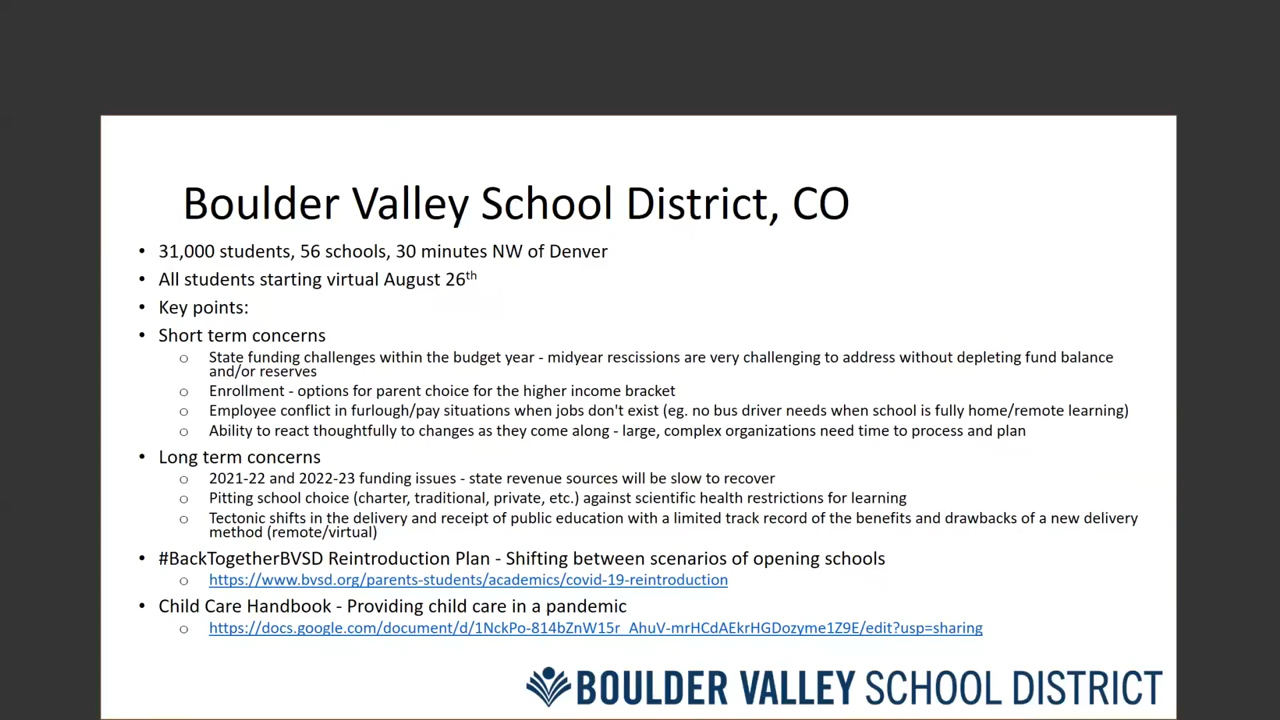 Boulder Valley School District, CO
• 31,000 students, 56 schools, 30 minutes NW of Denver
• All students starting virtual August 26th
• Key points:
• Short term concerns
○ State funding challenges within the budget year - midyear rescissions are very challenging to address without depleting fund balance
and/or reserves
○ Enrollment - options for parent choice for the higher income bracket
○ Employee conflict in furlough/pay situations when jobs don't exist (eg. no bus driver needs when school is fully home/remote learning)
○ Ability to react thoughtfully to changes as they come along - large, complex organizations need time to process and plan
• Long term concerns
○ 2021-22 and 2022-23 funding issues - state revenue sources will be slow to recover
○ Pitting school choice (charter, traditional, private, etc.) against scientific health restrictions for learning
○ Tectonic shifts in the delivery and receipt of public education with a limited track record of the benefits and drawbacks of a new delivery
method (remote/virtual)
• #BackTogetherBVSD Reintroduction Plan - Shifting between scenarios of opening schools
○ https://www.bvsd.org/parents-students/academics/covid-19-reintroduction
• Child Care Handbook - Providing child care in a pandemic
○ https://docs.google.com/document/d/1NckPo-814bZnW15r_AhuV-mrHCdAEkrHGDozyme1Z9E/edit?usp=sharing
BOULDER VALLEY SCHOOL DISTRICT